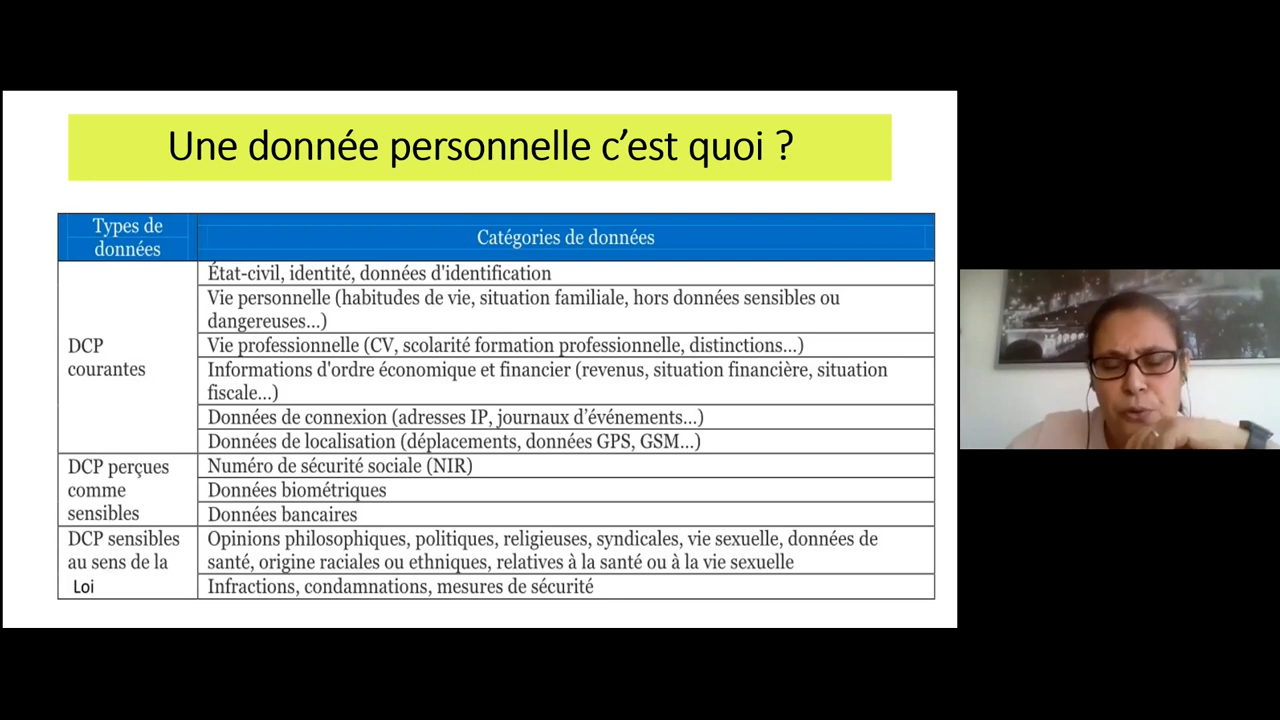 Une donnée personnelle c’est quoi ?
Types de
données
Catégories de données
DCP
courantes
État-civil, identité, données d'identification
Vie personnelle (habitudes de vie, situation familiale, hors données sensibles ou
dangereuses...)
Vie professionnelle (CV, scolarité formation professionnelle, distinctions...)
Informations d'ordre économique et financier (revenus, situation financière, situation
fiscale...)
Données de connexion (adresses IP, journaux d’événements...)
Données de localisation (déplacements, données GPS, GSM...)
DCP perçues
comme
sensibles
Numéro de sécurité sociale (NIR)
Données biométriques
Données bancaires
DCP sensibles
au sens de la
Loi
Opinions philosophiques, politiques, religieuses, syndicales, vie sexuelle, données de
santé, origine raciales ou ethniques, relatives à la santé ou à la vie sexuelle
Infractions, condamnations, mesures de sécurité